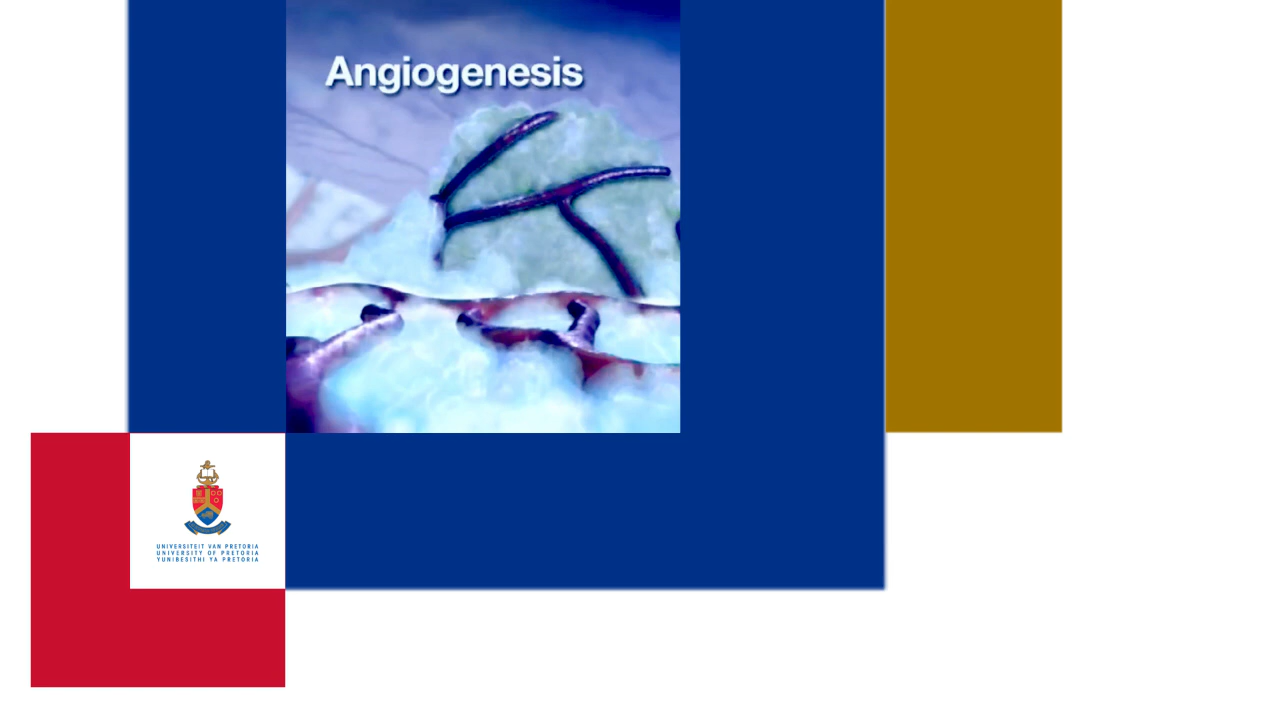 Angiogenesis
UNIVERSITEIT VAN PRETORIA
UNIVERSITY OF PRETORIA
YUNIBESITHI YA PRETORIA